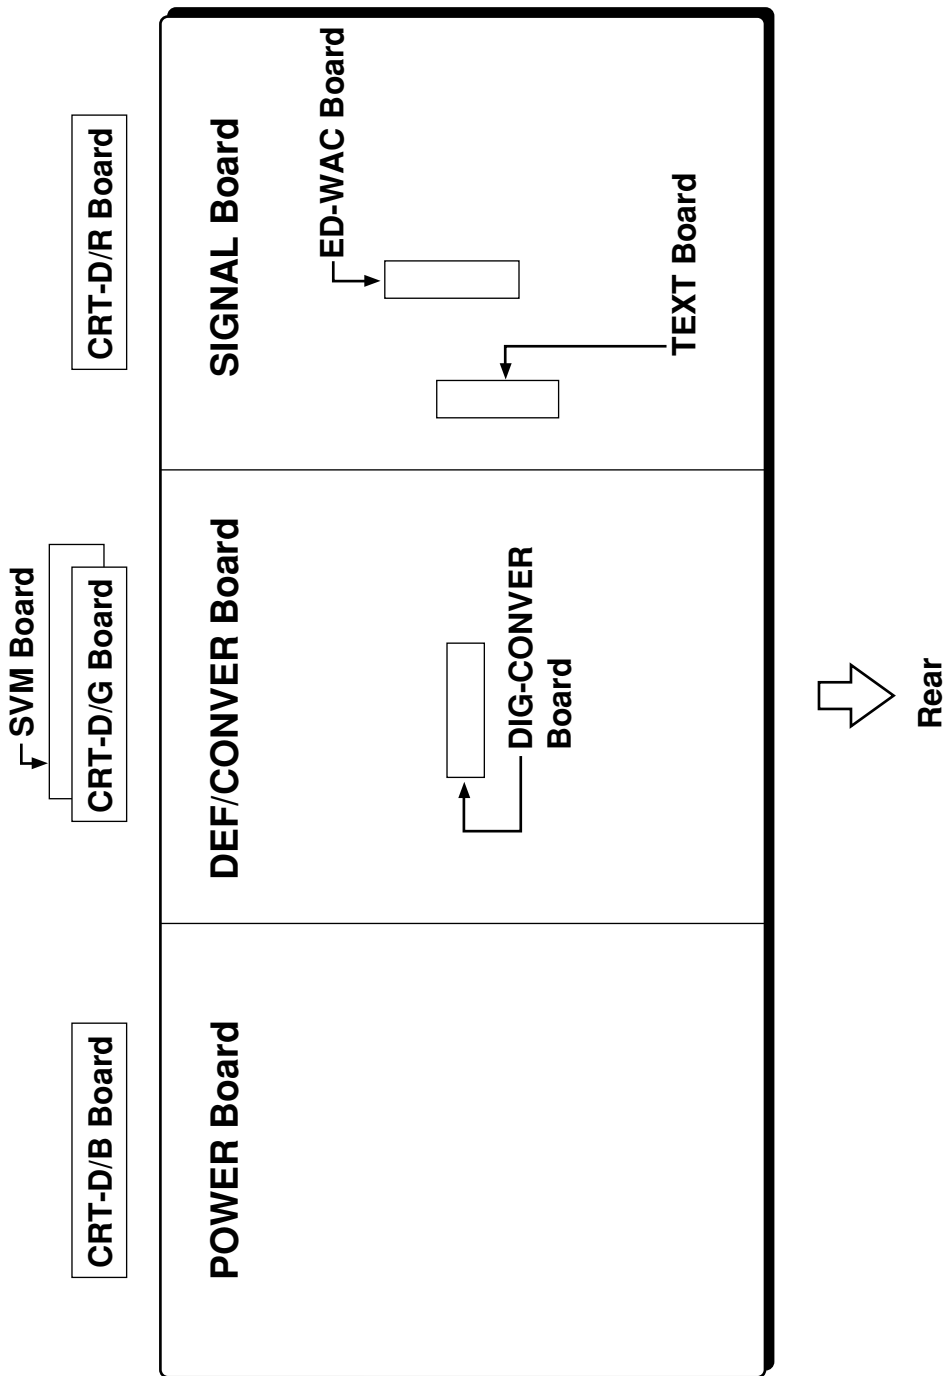 SVM Board
CRT-D/B Board
CRT-D/G Board
CRT-D/R Board
POWER Board
DEF/CONVER Board
SIGNAL Board
ED-WAC Board
DIG-CONVER
Board
TEXT Board
Rear